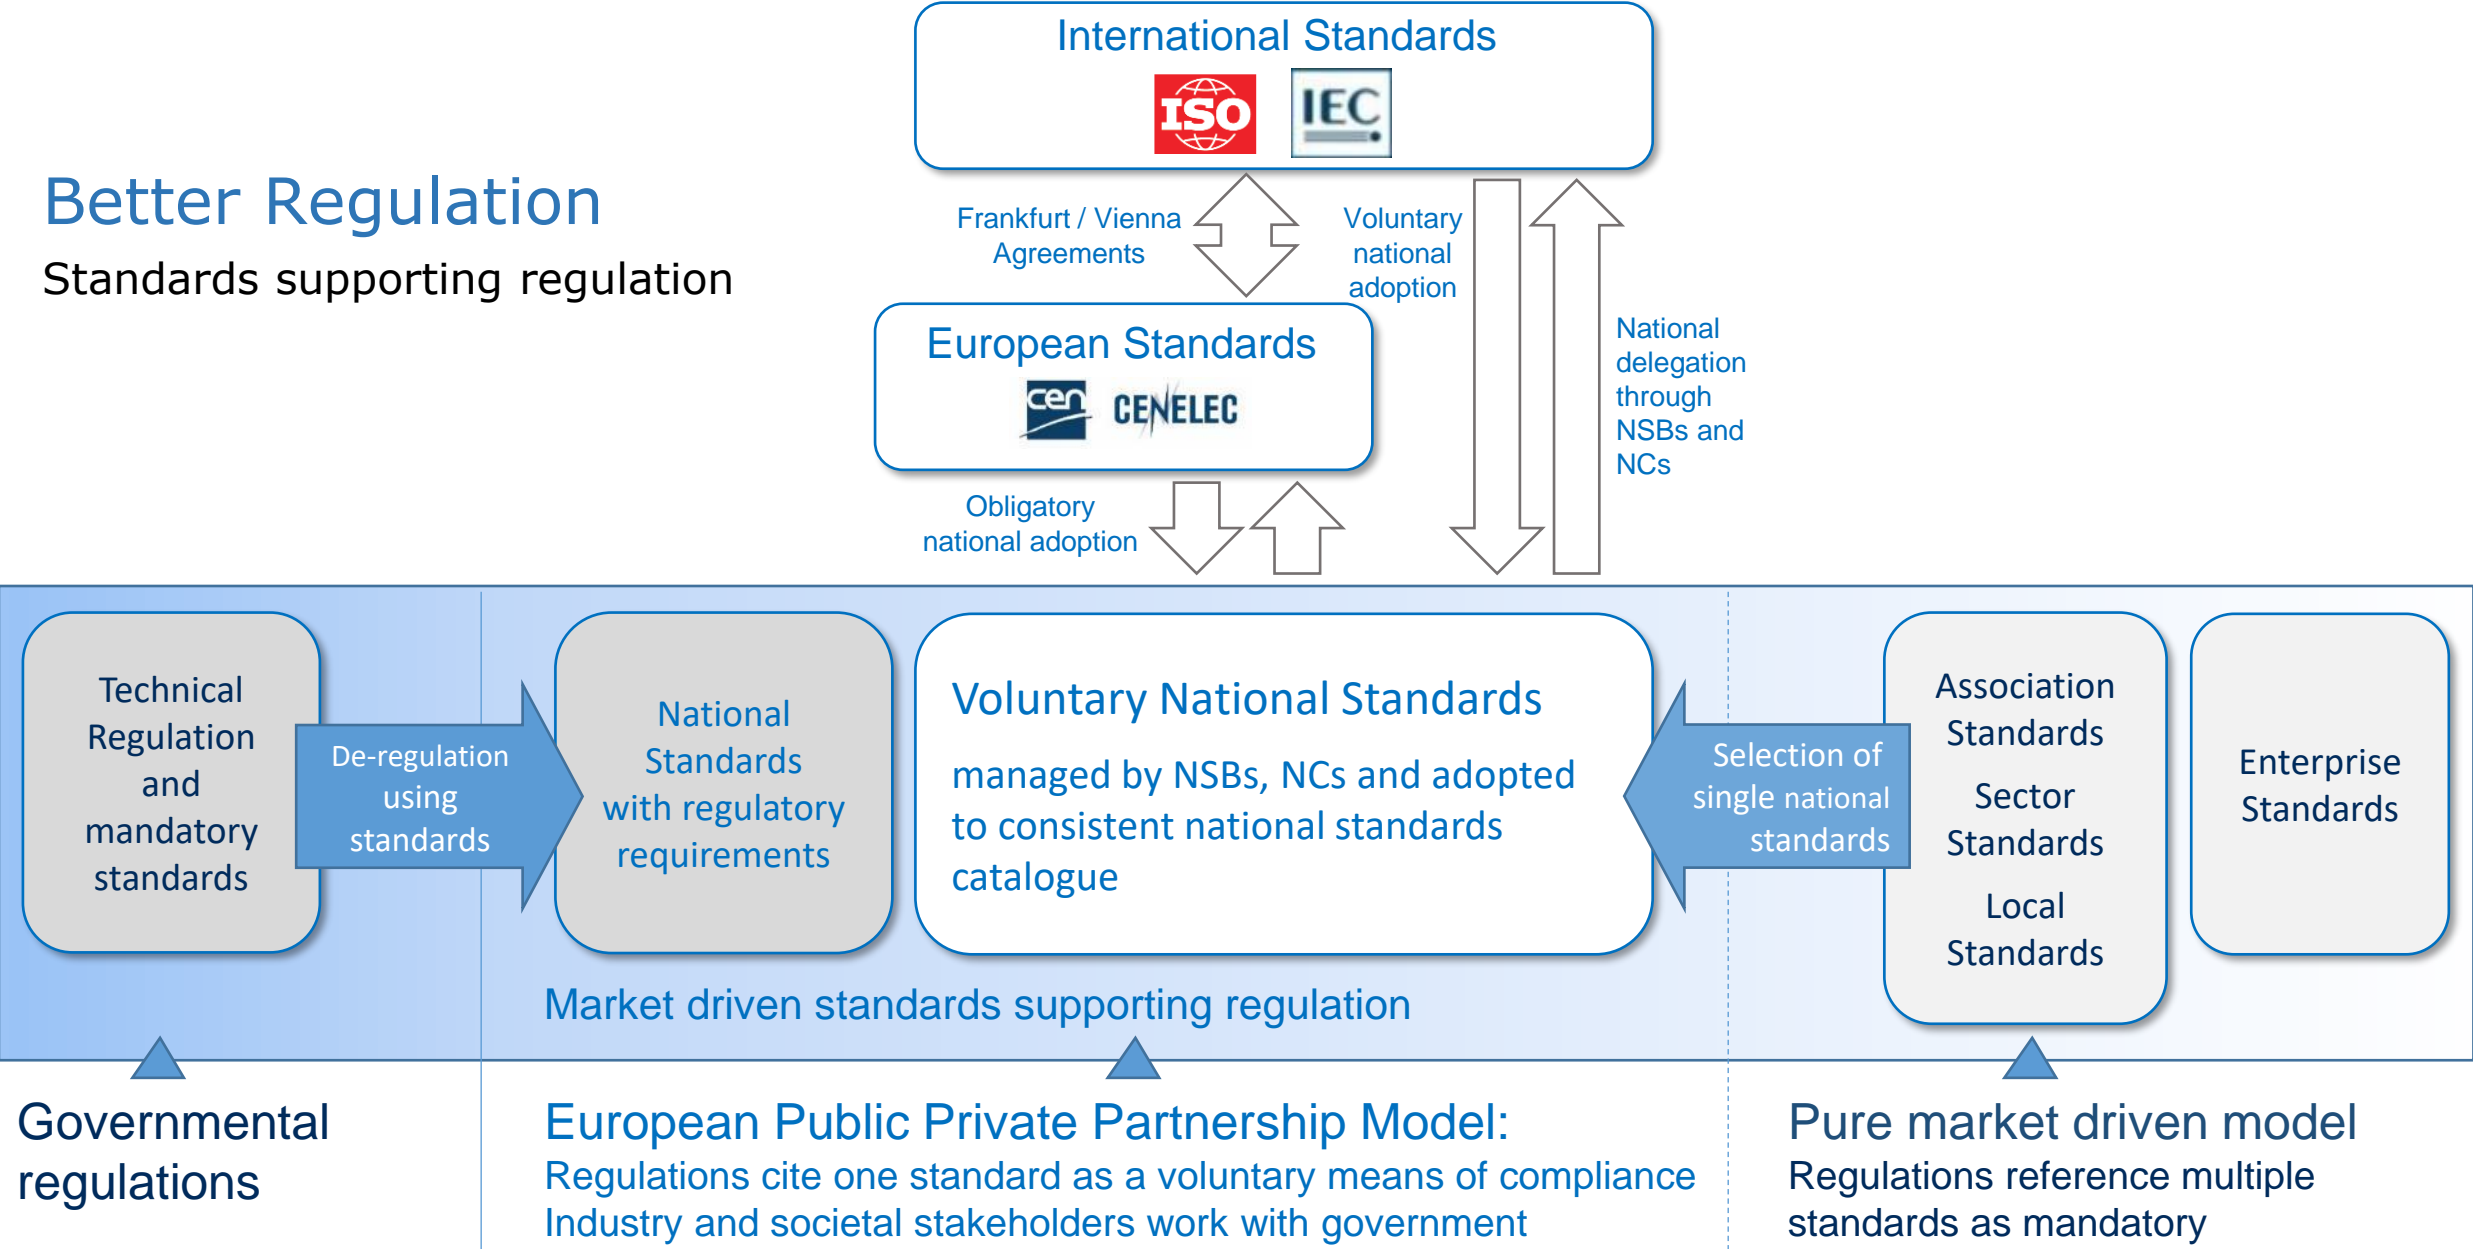 International Standards
ISO
IEC
Better Regulation
Standards supporting regulation
Frankfurt / Vienna
Agreements
Voluntary
national
adoption
National
delegation
through
NSBs and
NCs
European Standards
cen
CENELEC
Obligatory
national adoption
Technical
Regulation
and
mandatory
standards
De-regulation
using
standards
National
Standards
with regulatory
requirements
Voluntary National Standards
managed by NSBs, NCs and adopted
to consistent national standards
catalogue
Selection of
single national
standards
Association
Standards
Sector
Standards
Local
Standards
Enterprise
Standards
Market driven standards supporting regulation
Governmental
regulations
European Public Private Partnership Model:
Regulations cite one standard as a voluntary means of compliance
Industry and societal stakeholders work with government
Pure market driven model
Regulations reference multiple
standards as mandatory